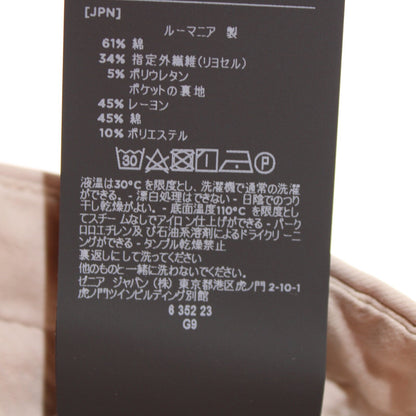 [JPN]
ルーマニア 製
61% 綿
34% 指定外繊維(リヨセル)
5% ポリウレタン
ポケットの裏地
45% レーヨン
45% 綿
10% ポリエステル
30 P
液温は30℃ を限度とし、洗濯機で通常の洗濯
ができる。- 漂白処理はできない - 日陰でのつり
干し乾燥がよい。- 底面温度110℃ を限度とし
てスチームなしでアイロン仕上げができる - パーク
ロロエチレン及 び石油系溶剤によるドライクリーニ
ングができる - タンブル乾燥禁止
裏返しにして洗ってください
他のものと一緒に洗わないでください。
ゼニア ジャパン (株) 東京都港区虎ノ門 2-10-1
虎ノ門ツインビルディング別館
6 352 23
G9